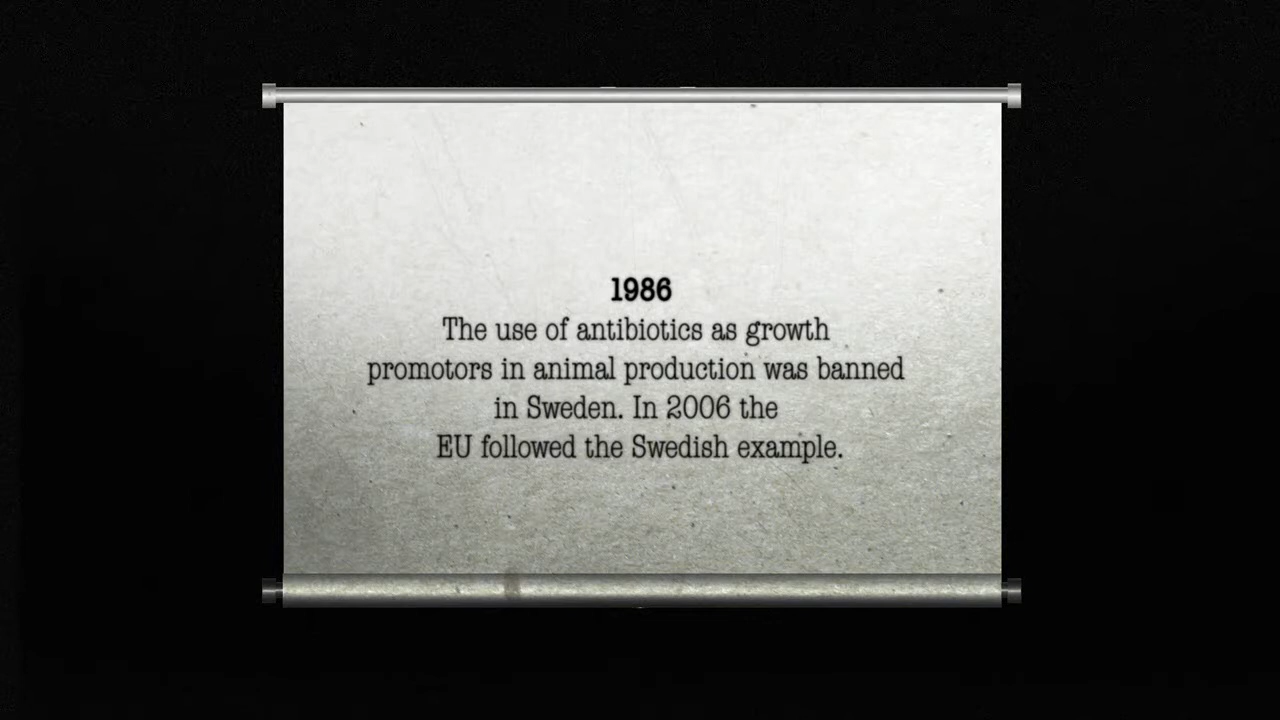 1986
The use of antibiotics as growth
promotors in animal production was banned
in Sweden. In 2006 the
EU followed the Swedish example.